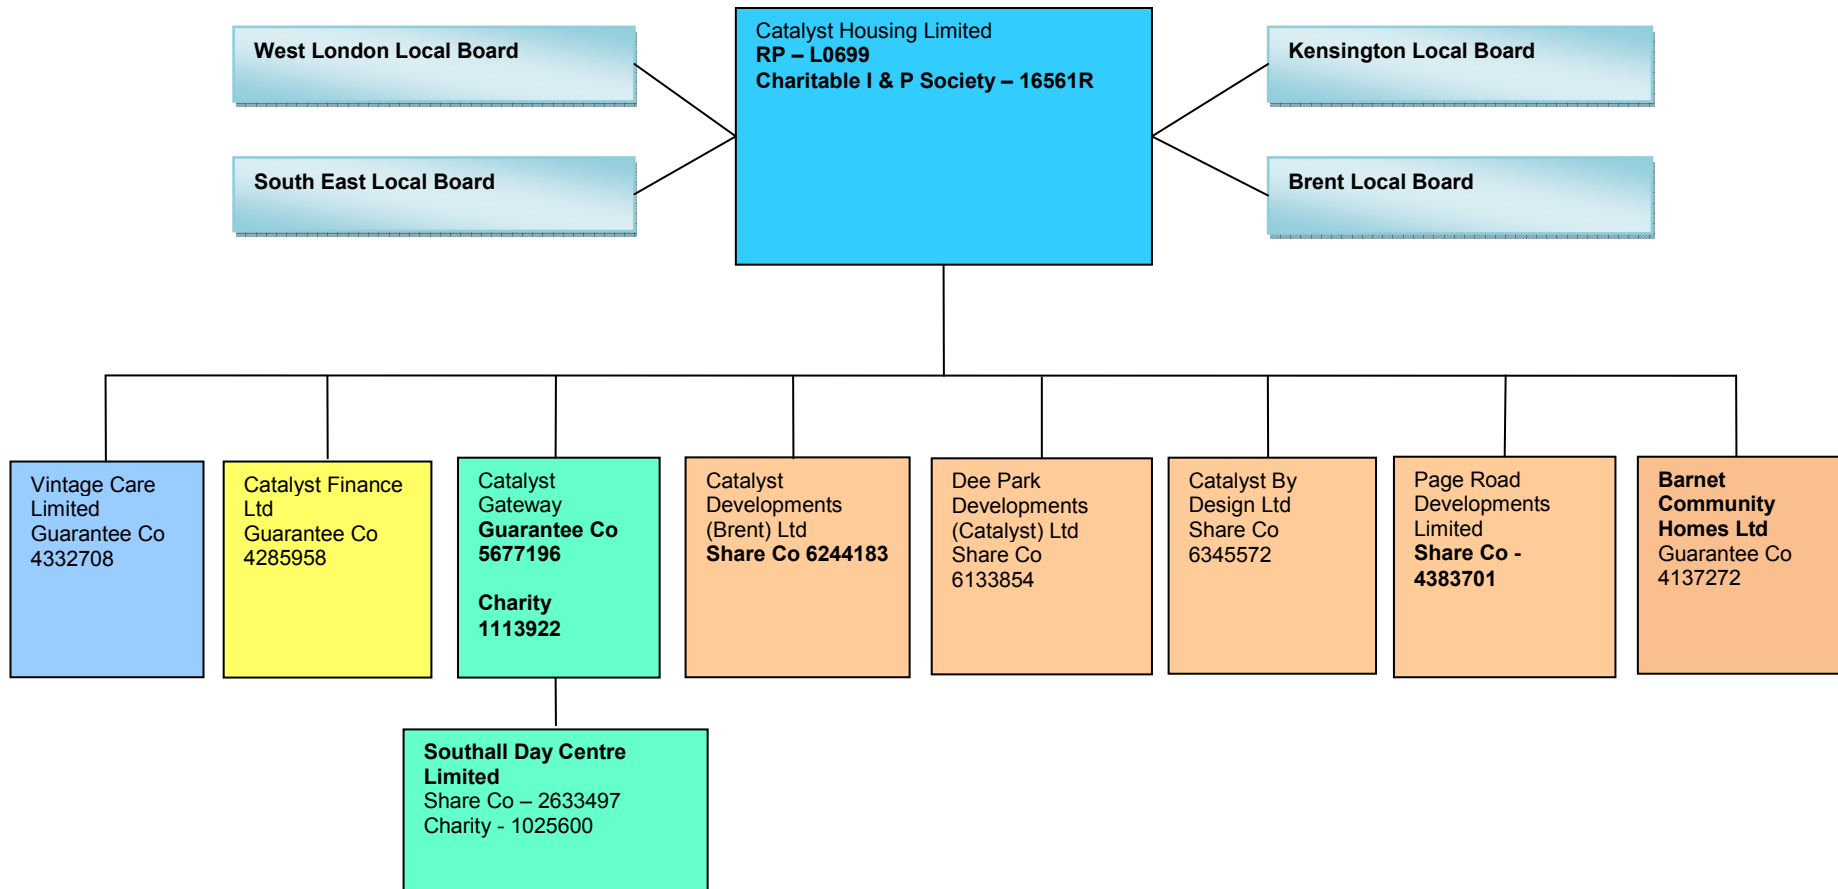 West London Local Board
Catalyst Housing Limited
RP – L0699
Charitable I & P Society – 16561R
Kensington Local Board
South East Local Board
Brent Local Board
Vintage Care
Limited
Guarantee Co
4332708
Catalyst Finance
Ltd
Guarantee Co
4285958
Catalyst
Gateway
Guarantee Co
5677196
Charity
1113922
Catalyst
Developments
(Brent) Ltd
Share Co 6244183
Dee Park
Developments
(Catalyst) Ltd
Share Co
6133854
Catalyst By
Design Ltd
Share Co
6345572
Page Road
Developments
Limited
Share Co -
4383701
Barnet
Community
Homes Ltd
Guarantee Co
4137272
Southall Day Centre
Limited
Share Co – 2633497
Charity - 1025600